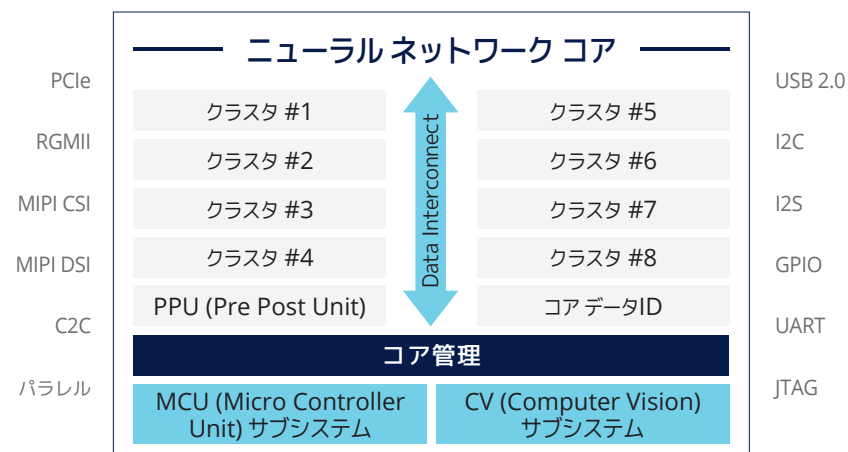 ニューラル ネットワーク コア
PCIe
RGMII
MIPI CSI
MIPI DSI
C2C
パラレル
クラスタ #1
クラスタ #2
クラスタ #3
クラスタ #4
PPU (Pre Post Unit)
Data Interconnect
クラスタ #5
クラスタ #6
クラスタ #7
クラスタ #8
コア データID
コア管理
MCU (Micro Controller
Unit) サブシステム
CV (Computer Vision)
サブシステム
USB 2.0
I2C
I2S
GPIO
UART
JTAG